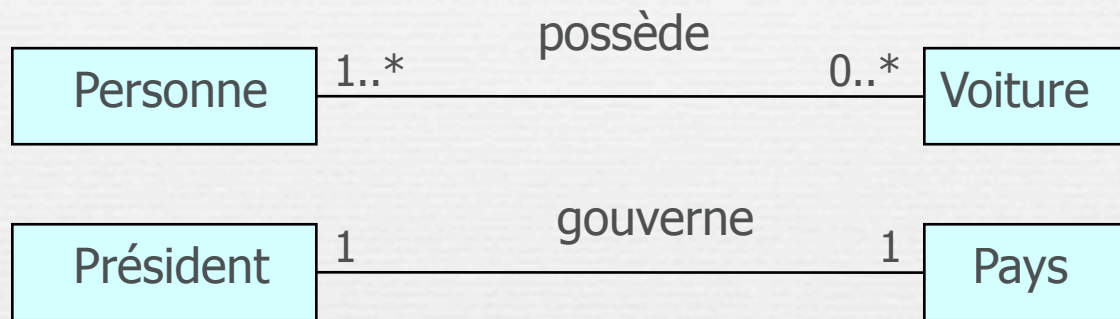 possède
Personne 1..* 0..* Voiture
gouverne
Président 1 1 Pays